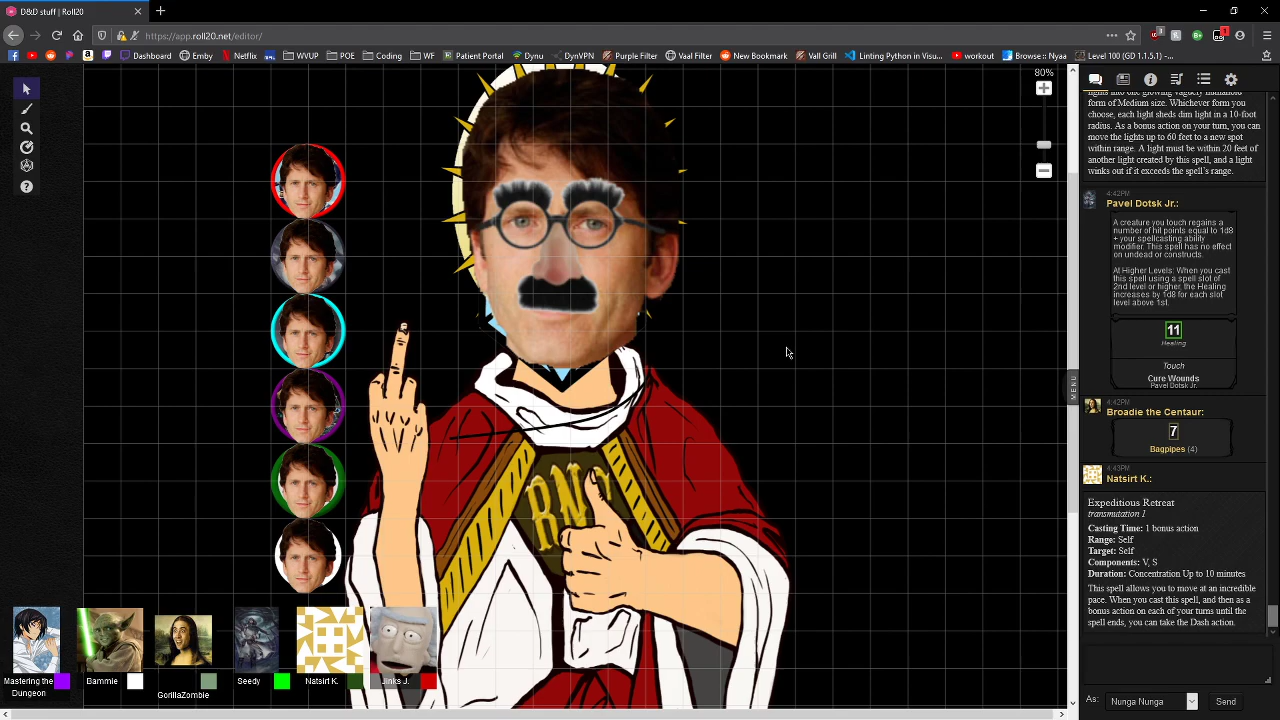 D&D stuff | Roll20
https://app.roll20.net/editor/
Dashboard Emby Netflix WVUP POE Coding WF Patient Portal Dynu DynVPN Purple Filter Vaal Filter New Bookmark Vall Grill Linting Python in Visu... workout Browse :: Nyaa Level 100 (GD 1.1.5.1) -...
80%
lights into one glowing vaguely humanoid
form of Medium size. Whichever form you
choose, each light sheds dim light in a 10-foot
radius. As a bonus action on your turn, you can
move the lights up to 60 feet to a new spot
within range. A light must be within 20 feet of
another light created by this spell, and a light
winks out if it exceeds the spell's range.
4:42PM
Pavel Dotsk Jr.:
A creature you touch regains a
number of hit points equal to 1d8
+ your spellcasting ability
modifier. This spell has no effect
on undead or constructs.
At Higher Levels: When you cast
this spell using a spell slot of
2nd level or higher, the Healing
increases by 1d8 for each slot
level above 1st.
11
Healing
Touch
Cure Wounds
Pavel Dotsk Jr.
4:42PM
Broadie the Centaur:
7
Bagpipes (4)
4:43PM
Natsirt K.:
Expeditious Retreat
transmutation 1
Casting Time: 1 bonus action
Range: Self
Target: Self
Components: V, S
Duration: Concentration Up to 10 minutes
This spell allows you to move at an incredible
pace. When you cast this spell, and then as a
bonus action on each of your turns until the
spell ends, you can take the Dash action.
MENU
As: Nunga Nunga Send
RNG
Mastering the
Dungeon
Bammie
GorillaZombie
Seedy
Natsirt K.
Jinks J.